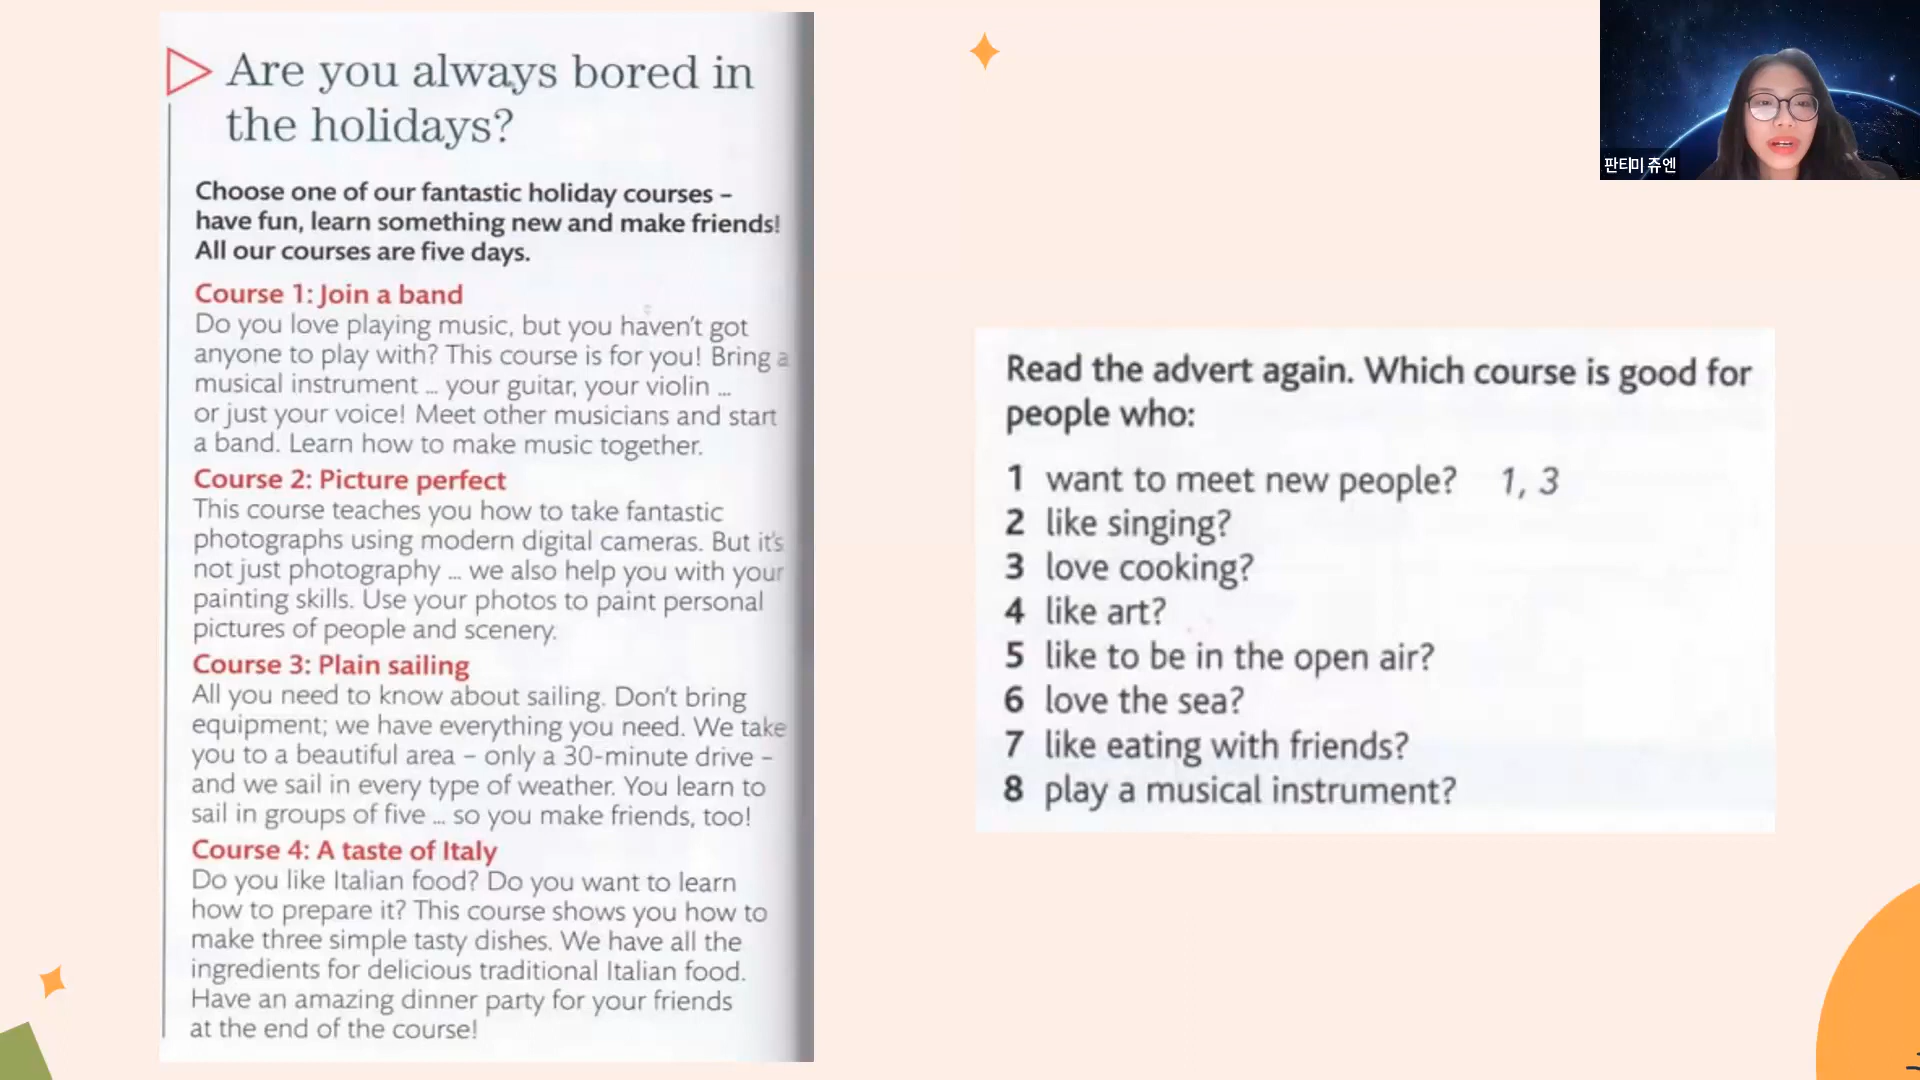 Are you always bored in
the holidays?
Choose one of our fantastic holiday courses –
have fun, learn something new and make friends!
All our courses are five days.
Course 1: Join a band
Do you love playing music, but you haven't got
anyone to play with? This course is for you! Bring a
musical instrument ... your guitar, your violin ...
or just your voice! Meet other musicians and start
a band. Learn how to make music together.
Course 2: Picture perfect
This course teaches you how to take fantastic
photographs using modern digital cameras. But it's
not just photography ... we also help you with your
painting skills. Use your photos to paint personal
pictures of people and scenery.
Course 3: Plain sailing
All you need to know about sailing. Don't bring
equipment; we have everything you need. We take
you to a beautiful area – only a 30-minute drive –
and we sail in every type of weather. You learn to
sail in groups of five ... so you make friends, too!
Course 4: A taste of Italy
Do you like Italian food? Do you want to learn
how to prepare it? This course shows you how to
make three simple tasty dishes. We have all the
ingredients for delicious traditional Italian food.
Have an amazing dinner party for your friends
at the end of the course!
Read the advert again. Which course is good for
people who:
1 want to meet new people? 1, 3
2 like singing?
3 love cooking?
4 like art?
5 like to be in the open air?
6 love the sea?
7 like eating with friends?
8 play a musical instrument?
판티미 쥬엔